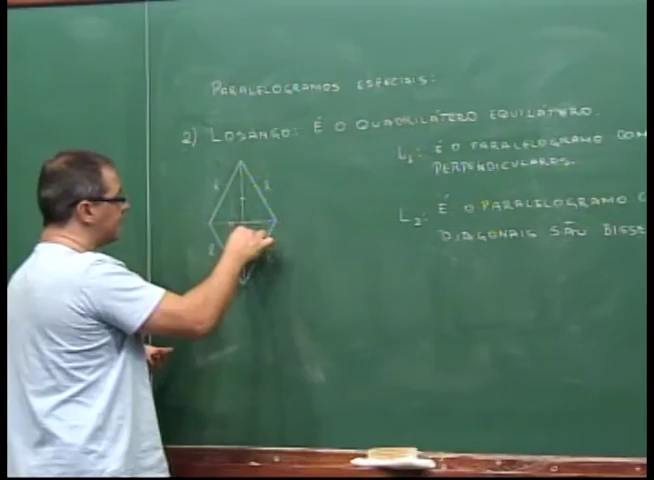 PARALELOGRAMOS ESPECIAIS:
2) LOSANGO: É O QUADRILÁTERO EQUILÁTERO.
L1: É O PARALELOGRAMO COM
PERPENDICULARES.
L2: É O PARALELOGRAMO C
DIAGONAIS SÃO BISSE
l l
l